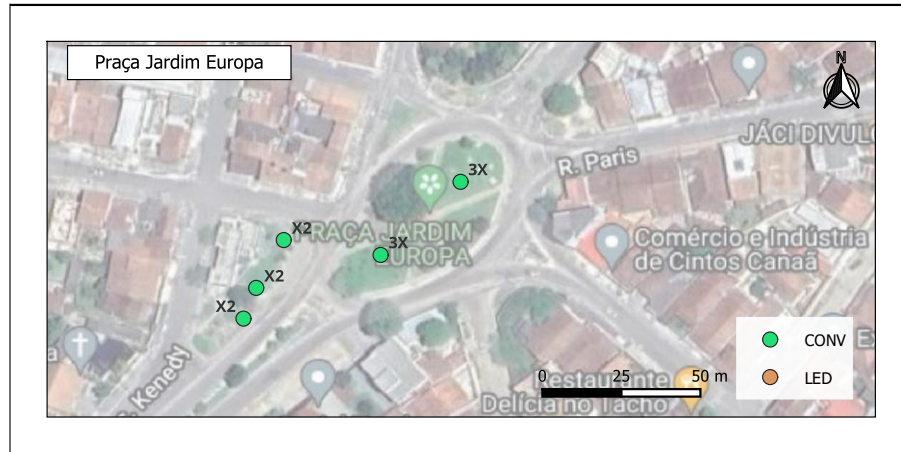 Praça Jardim Europa
N
JÁCI DIVULG
R. Paris
3X
X2
PRAÇA JARDIM
EUROPA
3X
Comércio e Indústria
de Cintos Canaã
X2
X2
CONV
LED
Kenedy
0 25 50 m
Restaurante
Delícia no Tacho